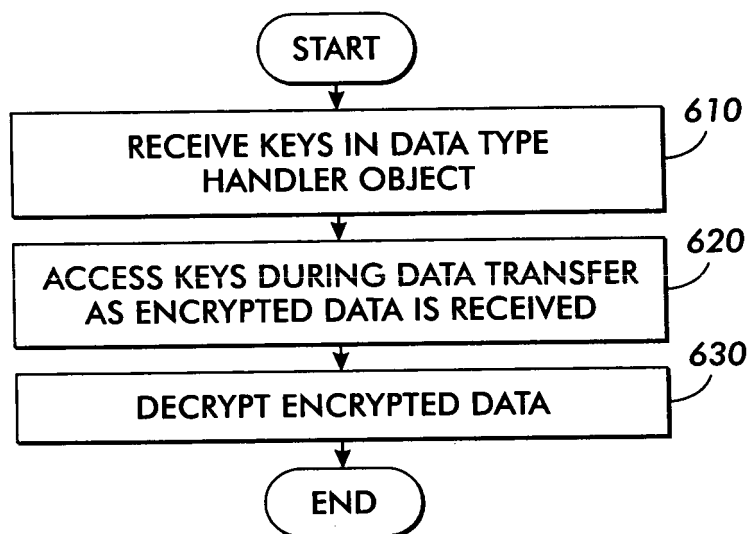 START
610
RECEIVE KEYS IN DATA TYPE
HANDLER OBJECT
620
ACCESS KEYS DURING DATA TRANSFER
AS ENCRYPTED DATA IS RECEIVED
630
DECRYPT ENCRYPTED DATA
END